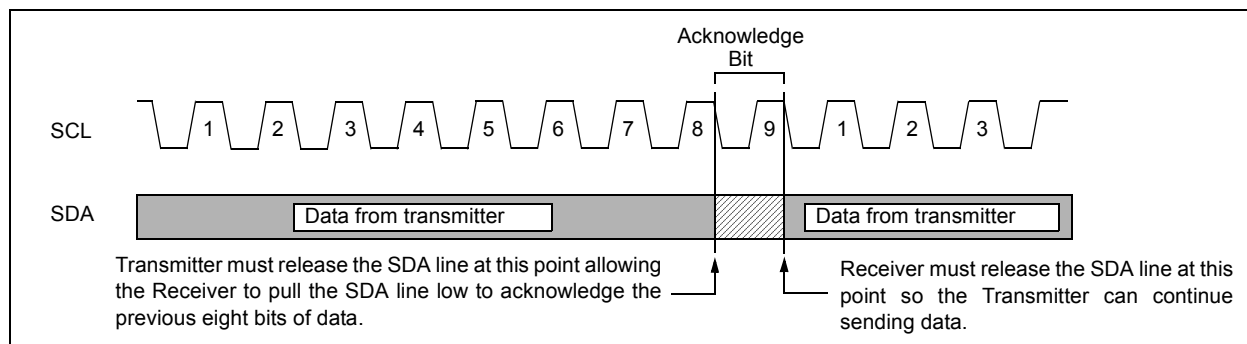 Acknowledge
Bit
SCL
1 2 3 4 5 6 7 8 9 1 2 3
SDA
Data from transmitter
Data from transmitter
Transmitter must release the SDA line at this point allowing
the Receiver to pull the SDA line low to acknowledge the
previous eight bits of data.
Receiver must release the SDA line at this
point so the Transmitter can continue
sending data.